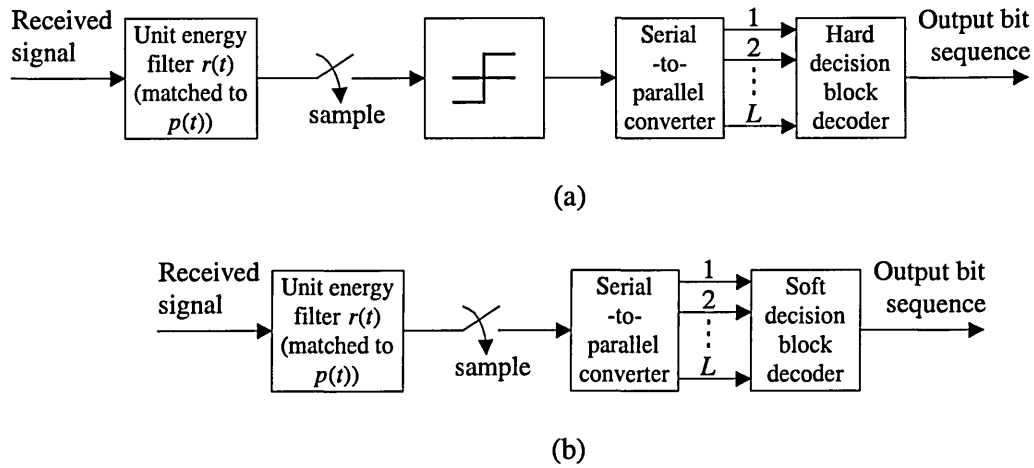 Received
signal
Unit energy
filter r(t)
(matched to
p(t))
sample
Serial
-to-
parallel
converter
1
2
L
Hard
decision
block
decoder
Output bit
sequence
(a)
Received
signal
Unit energy
filter r(t)
(matched to
p(t))
sample
Serial
-to-
parallel
converter
1
2
L
Soft
decision
block
decoder
Output bit
sequence
(b)